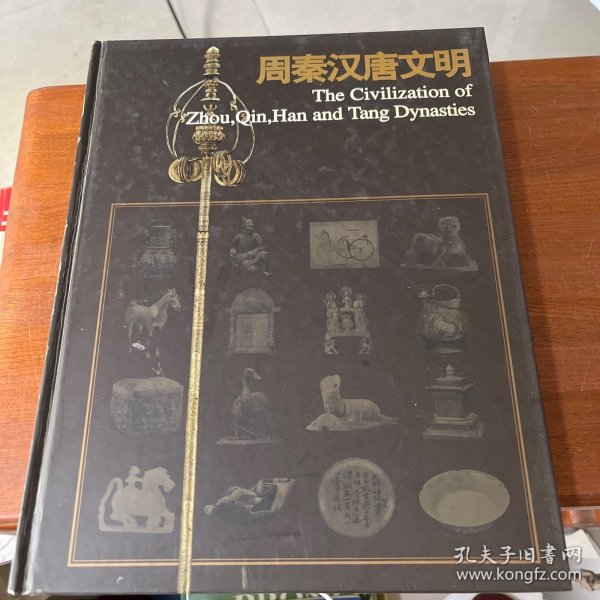 周秦汉唐文明
The Civilization of
Zhou,Qin,Han and Tang Dynasties
孔夫子旧書网
www.kongfz.com